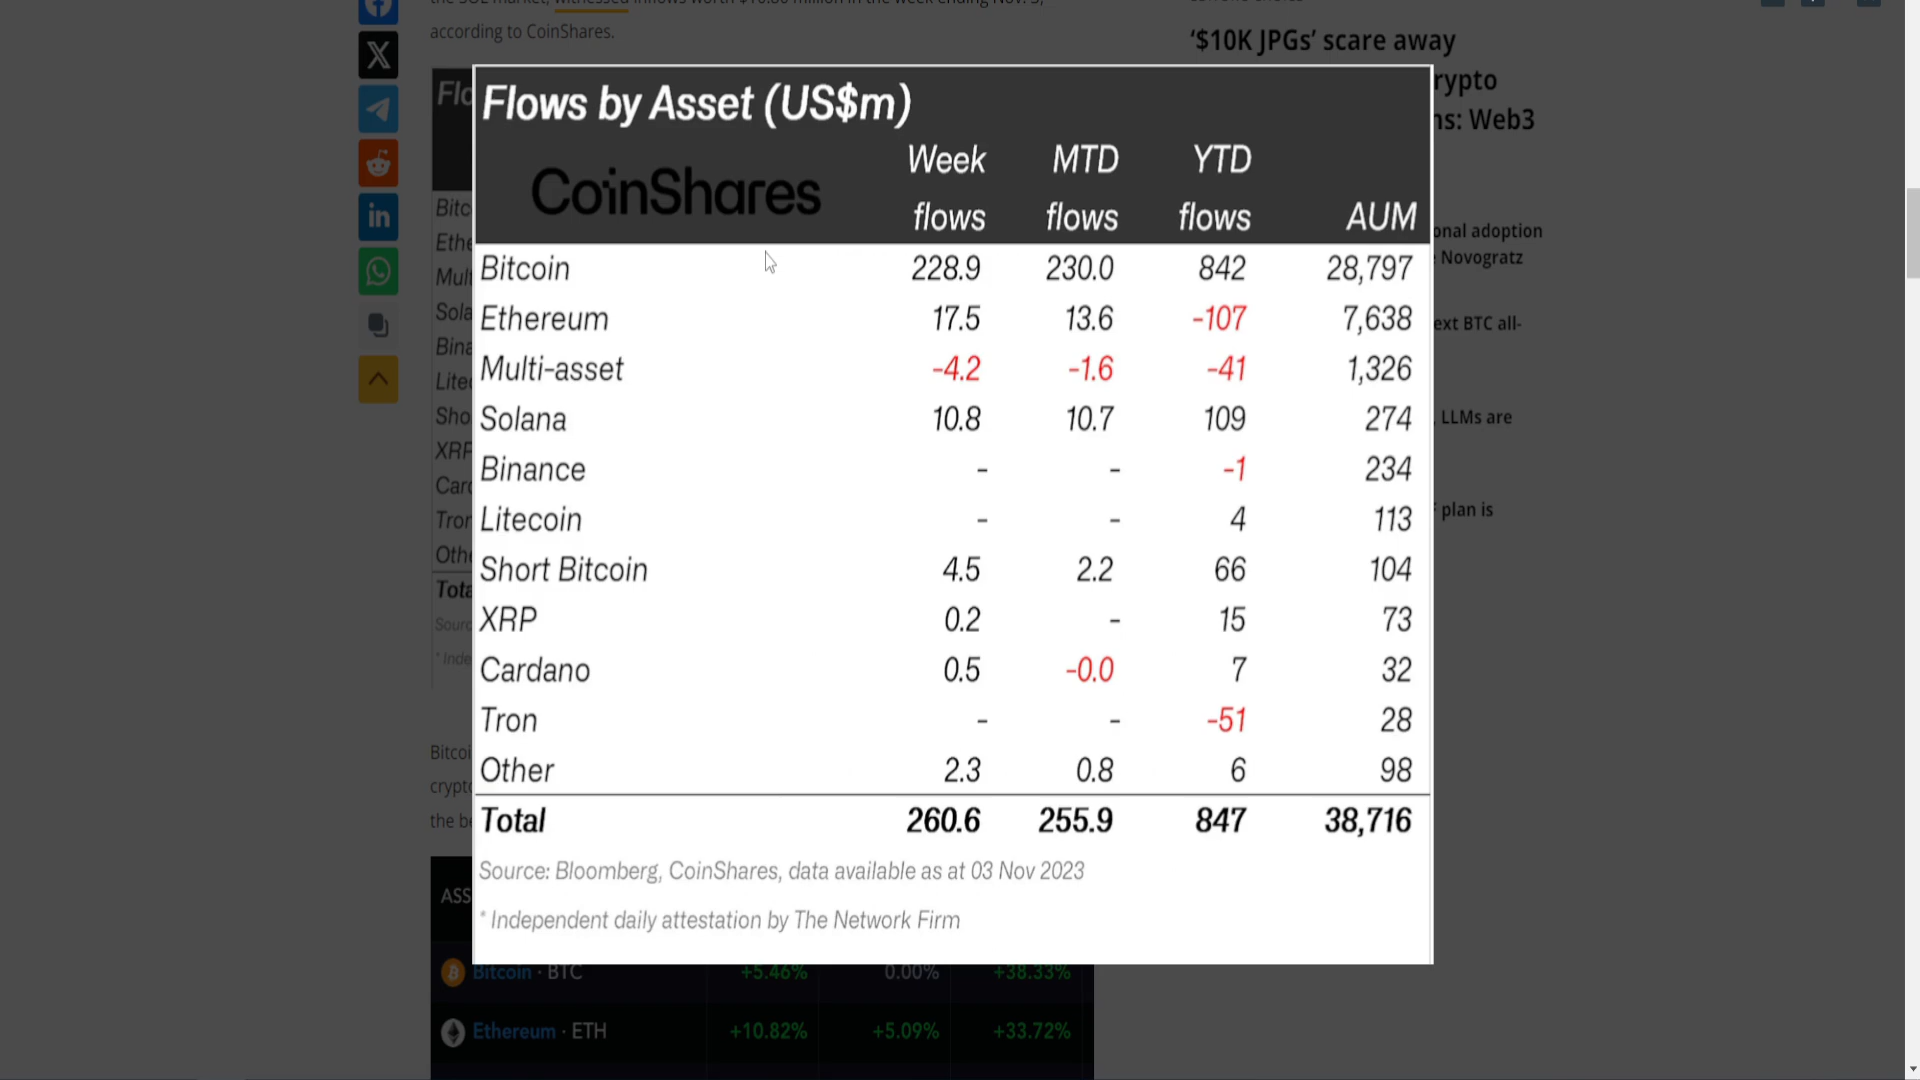 according to CoinShares.
'$10K JPGs' scare away
Flows by Asset (US$m)
CoinShares
Week MTD YTD
flows flows flows AUM
Bitcoin 228.9 230.0 842 28,797
Ethereum 17.5 13.6 -107 7,638
Multi-asset -4.2 -1.6 -41 1,326
Solana 10.8 10.7 109 274
Binance - - -1 234
Litecoin - - 4 113
Short Bitcoin 4.5 2.2 66 104
XRP 0.2 - 15 73
Cardano 0.5 -0.0 7 32
Tron - - -51 28
Other 2.3 0.8 6 98
Total 260.6 255.9 847 38,716
Source: Bloomberg, CoinShares, data available as at 03 Nov 2023
* Independent daily attestation by The Network Firm
Web3
adoption
Novogratz
BTC all-
LLMs are
plan is
Bitcoin · BTC +5.46% 0.00% +38.33%
Ethereum · ETH +10.82% +5.09% +33.72%